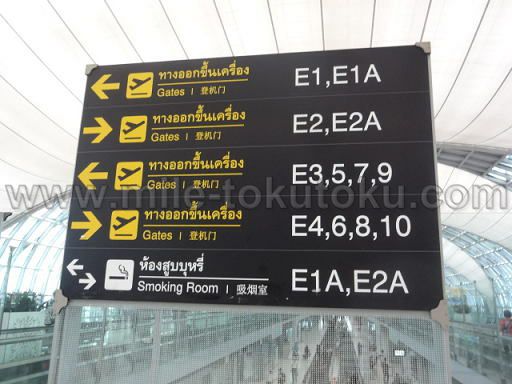 ทางออกขึ้นเครื่อง
Gates | 登机门
E1,E1A
ทางออกขึ้นเครื่อง
Gates | 登机门
E2,E2A
ทางออกขึ้นเครื่อง
Gates | 登机门
E3,5,7,9
www.mile-tokutoku.com
ทางออกขึ้นเครื่อง
Gates | 登机门
E4,6,8,10
ห้องสูบบุหรี่
Smoking Room | 吸烟室
E1A,E2A